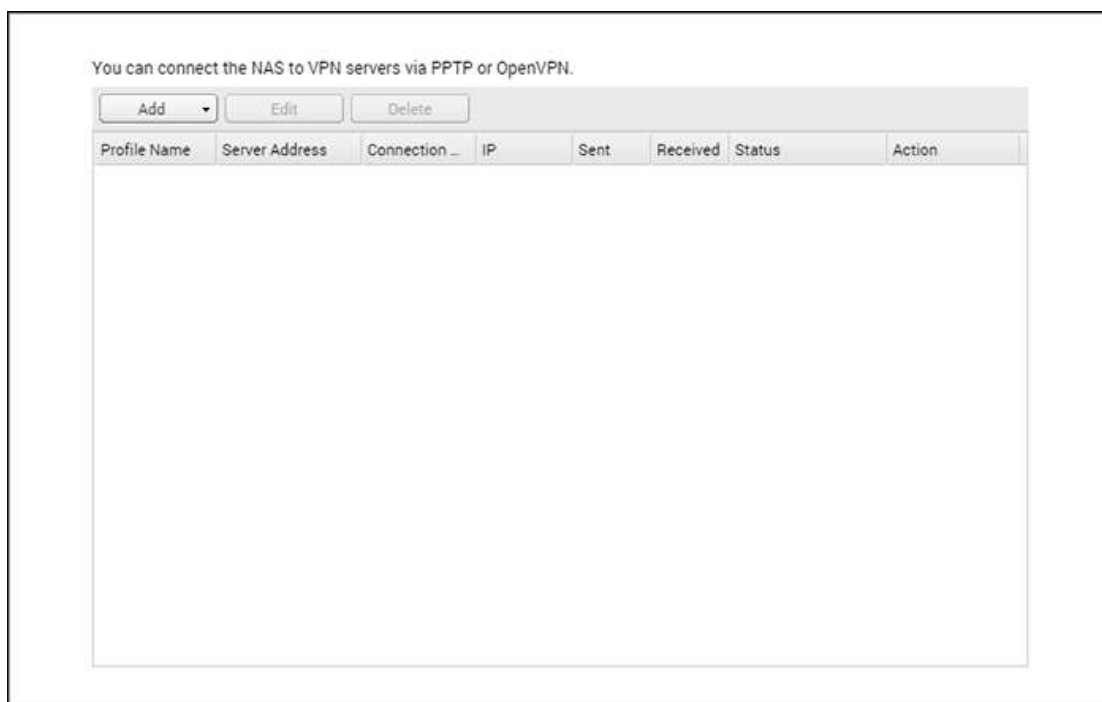 You can connect the NAS to VPN servers via PPTP or OpenVPN.
Add Edit Delete
Profile Name Server Address Connection ... IP Sent Received Status Action